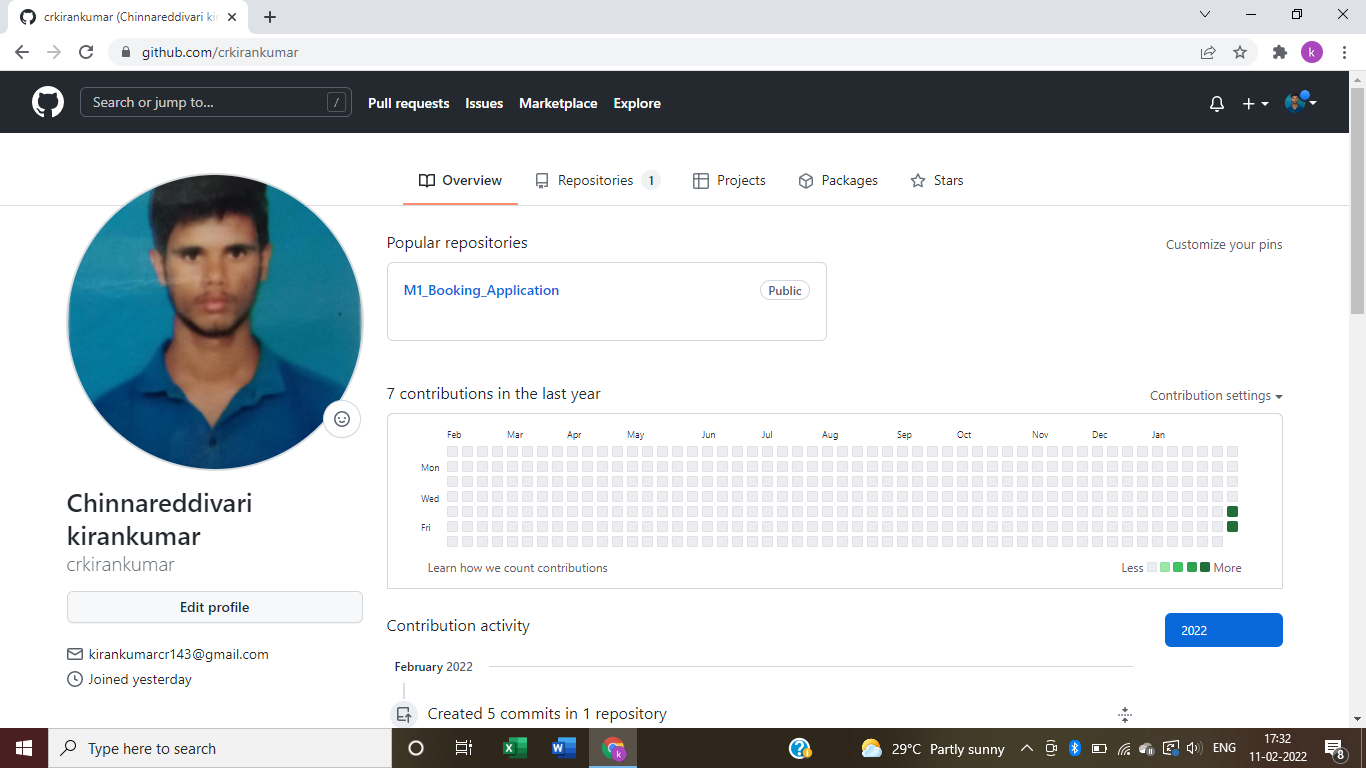 crkirankumar (Chinnareddivari ki
github.com/crkirankumar
k
Search or jump to...
/
Pull requests
Issues
Marketplace
Explore
Overview
Repositories 1
Projects
Packages
Stars
Popular repositories
Customize your pins
M1_Booking_Application
Public
7 contributions in the last year
Contribution settings
Feb Mar Apr May Jun Jul Aug Sep Oct Nov Dec Jan
Mon
Wed
Fri
Learn how we count contributions
Less
More
Chinnareddivari
kirankumar
crkirankumar
Edit profile
kirankumarcr143@gmail.com
Joined yesterday
Contribution activity
2022
February 2022
Created 5 commits in 1 repository
Type here to search
29°C Partly sunny
ENG
17:32
11-02-2022
8